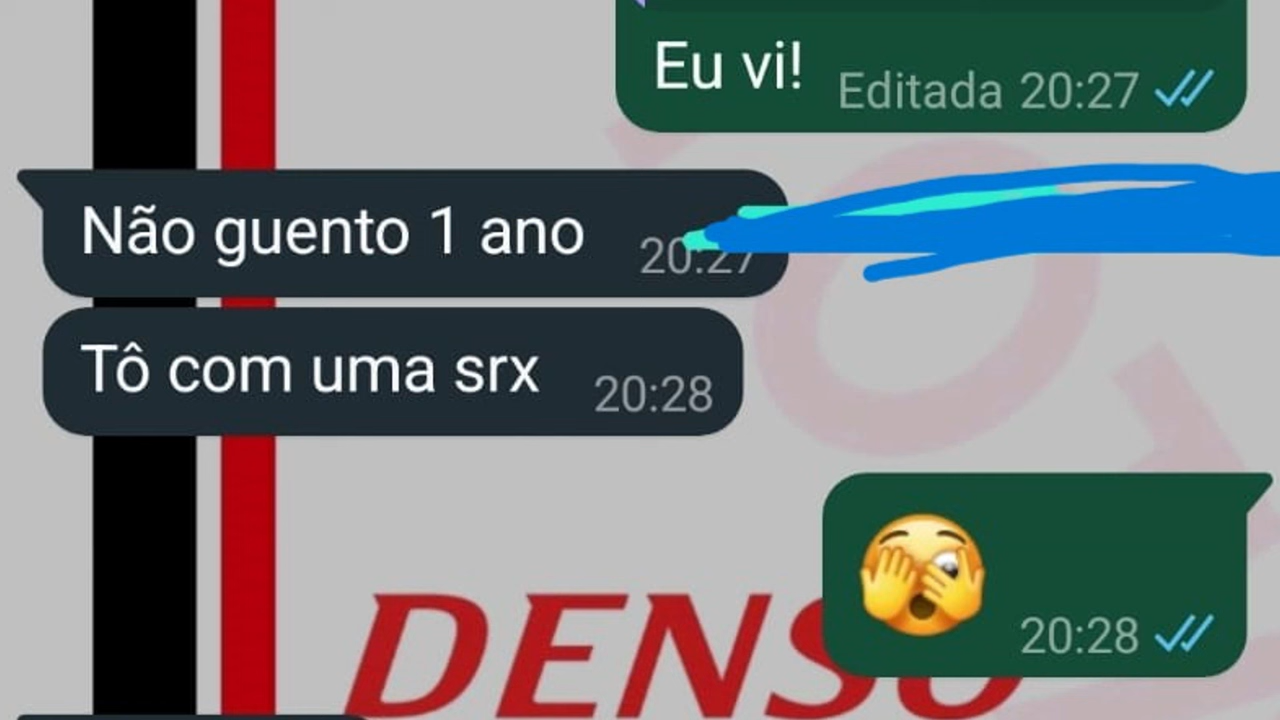 Eu vi!
Editada 20:27
Não guento 1 ano
20:27
Tô com uma srx
20:28
20:28
DENSO